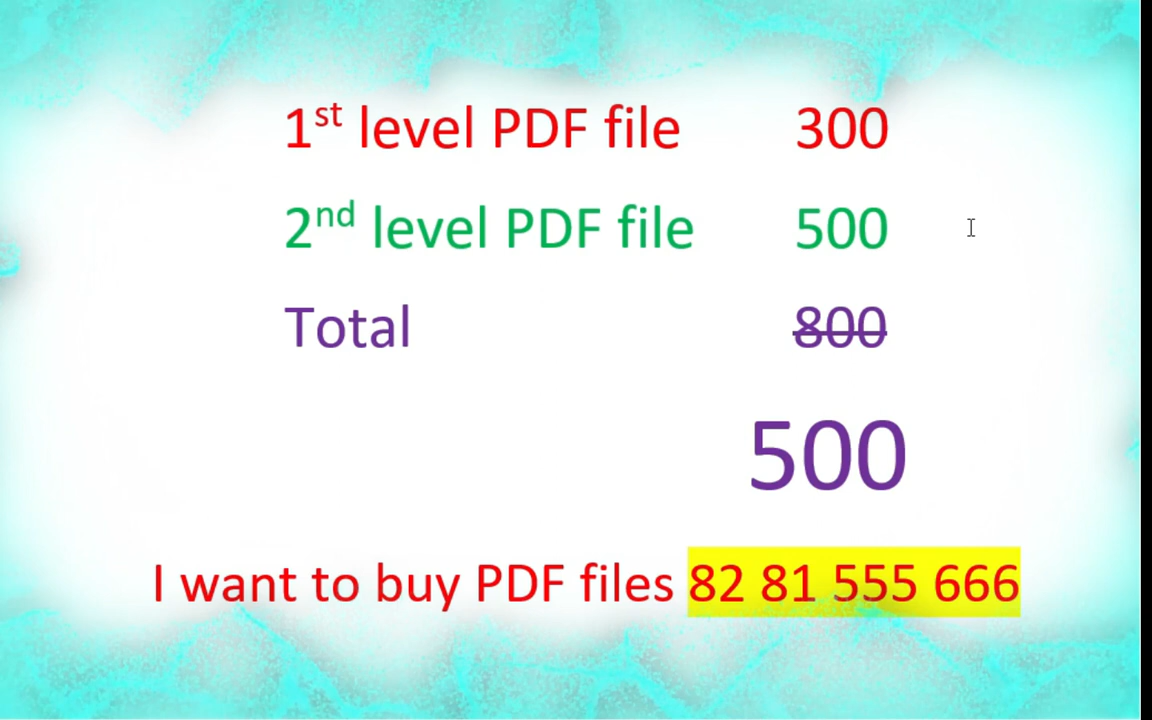 1st level PDF file 300
2nd level PDF file 500
Total 800
500
I want to buy PDF files 82 81 555 666